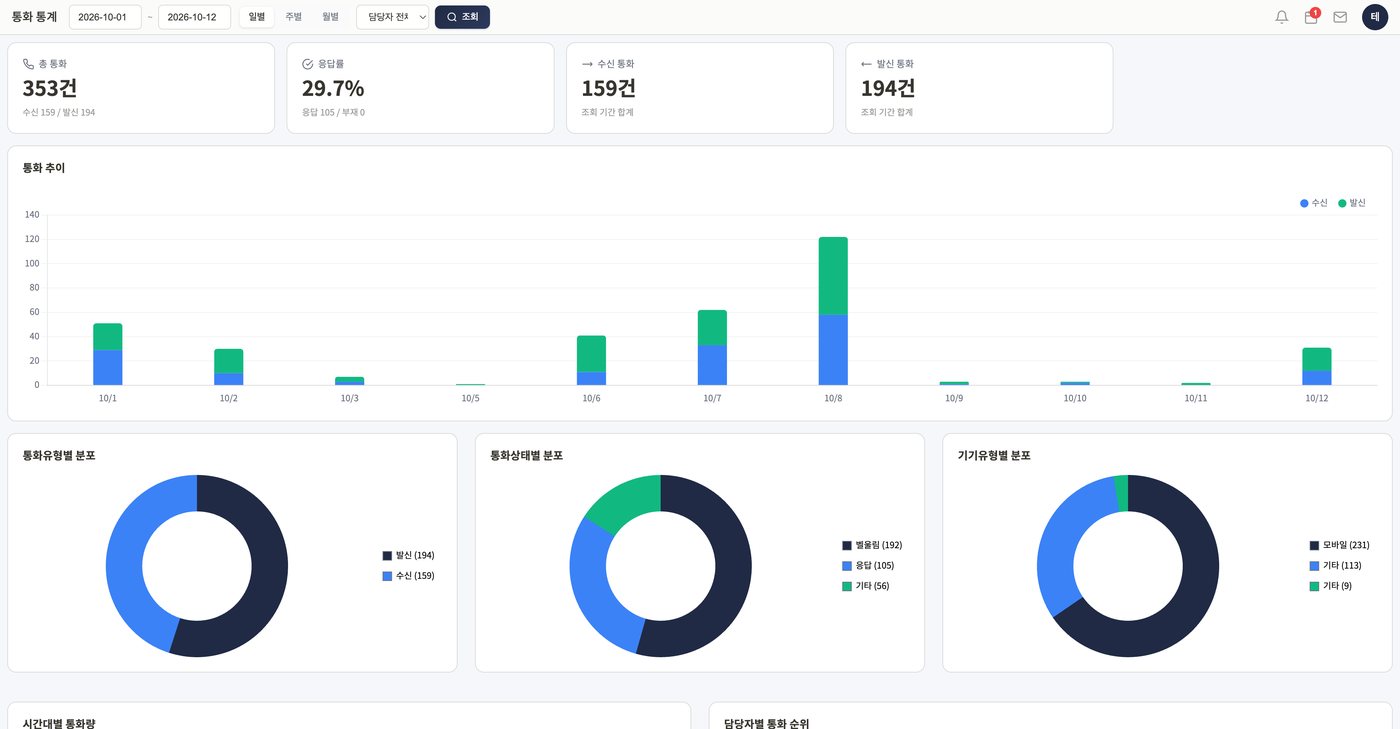 통화 통계 2026-10-01 ~ 2026-10-12 일별 주별 월별 담당자 전체 조회 1 테
총 통화
353건
수신 159 / 발신 194
응답률
29.7%
응답 105 / 부재 0
수신 통화
159건
조회 기간 합계
발신 통화
194건
조회 기간 합계
통화 추이
수신 발신
140
120
100
80
60
40
20
0
10/1 10/2 10/3 10/5 10/6 10/7 10/8 10/9 10/10 10/11 10/12
통화유형별 분포
발신 (194)
수신 (159)
통화상태별 분포
벨울림 (192)
응답 (105)
기타 (56)
기기유형별 분포
모바일 (231)
기타 (113)
기타 (9)
시간대별 통화량
담당자별 통화 순위